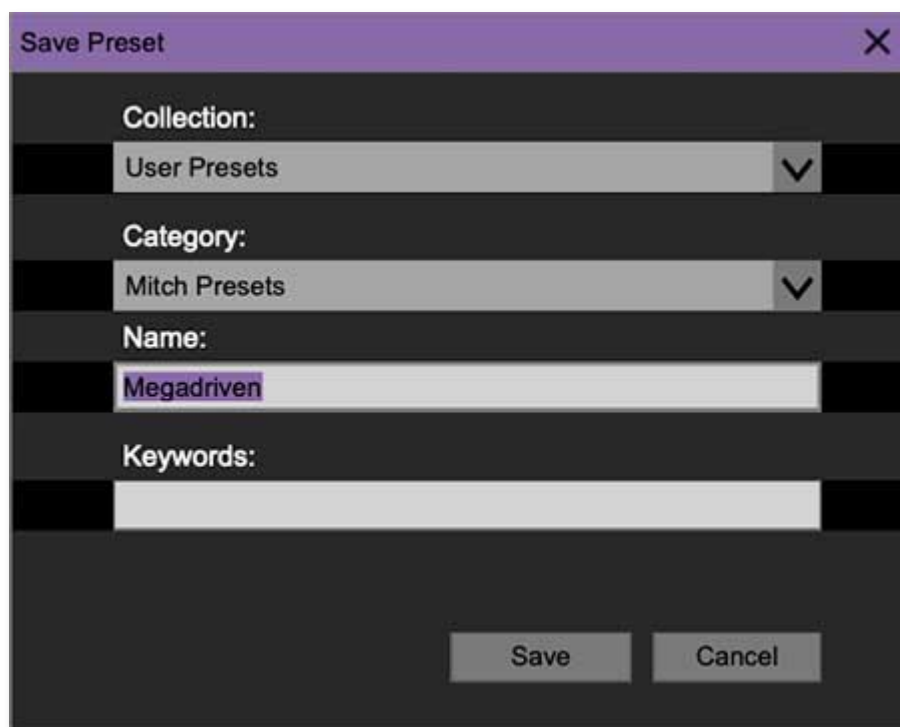 Save Preset
Collection:
User Presets
Category:
Mitch Presets
Name:
Megadriven
Keywords:
Save Cancel